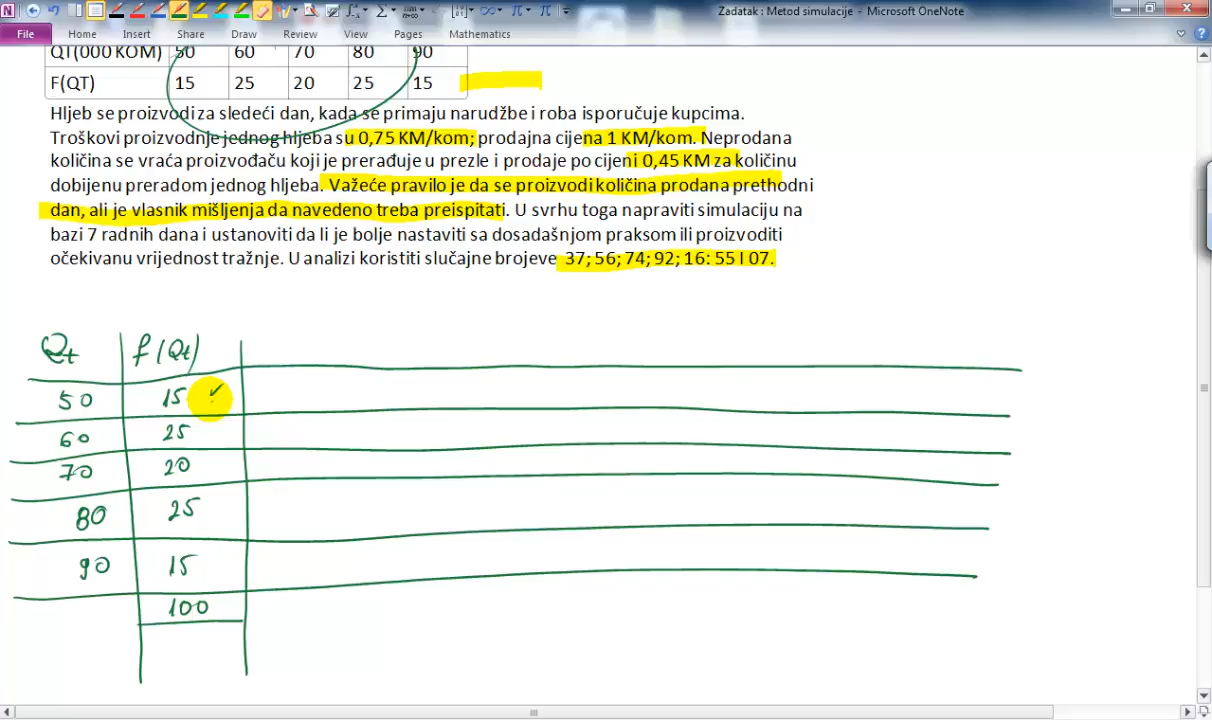 Zadatak : Metod simulacije - Microsoft OneNote
File Home Insert Share Draw Review View Pages Mathematics
QT(000 KOM) 50 60 70 80 90
F(QT) 15 25 20 25 15
Hljeb se proizvodi za sledeći dan, kada se primaju narudžbe i roba isporučuje kupcima.
Troškovi proizvodnje jednog hljeba su 0,75 KM/kom; prodajna cijena 1 KM/kom. Neprodana
količina se vraća proizvođaču koji je prerađuje u prezle i prodaje po cijeni 0,45 KM za količinu
dobijenu preradom jednog hljeba. Važeće pravilo je da se proizvodi količina prodana prethodni
dan, ali je vlasnik mišljenja da navedeno treba preispitati. U svrhu toga napraviti simulaciju na
bazi 7 radnih dana i ustanoviti da li je bolje nastaviti sa dosadašnjom praksom ili proizvoditi
očekivanu vrijednost tražnje. U analizi koristiti slučajne brojeve 37; 56; 74; 92; 16: 55 I 07.
Qt f(Qt)
50 15
60 25
70 20
80 25
90 15
100